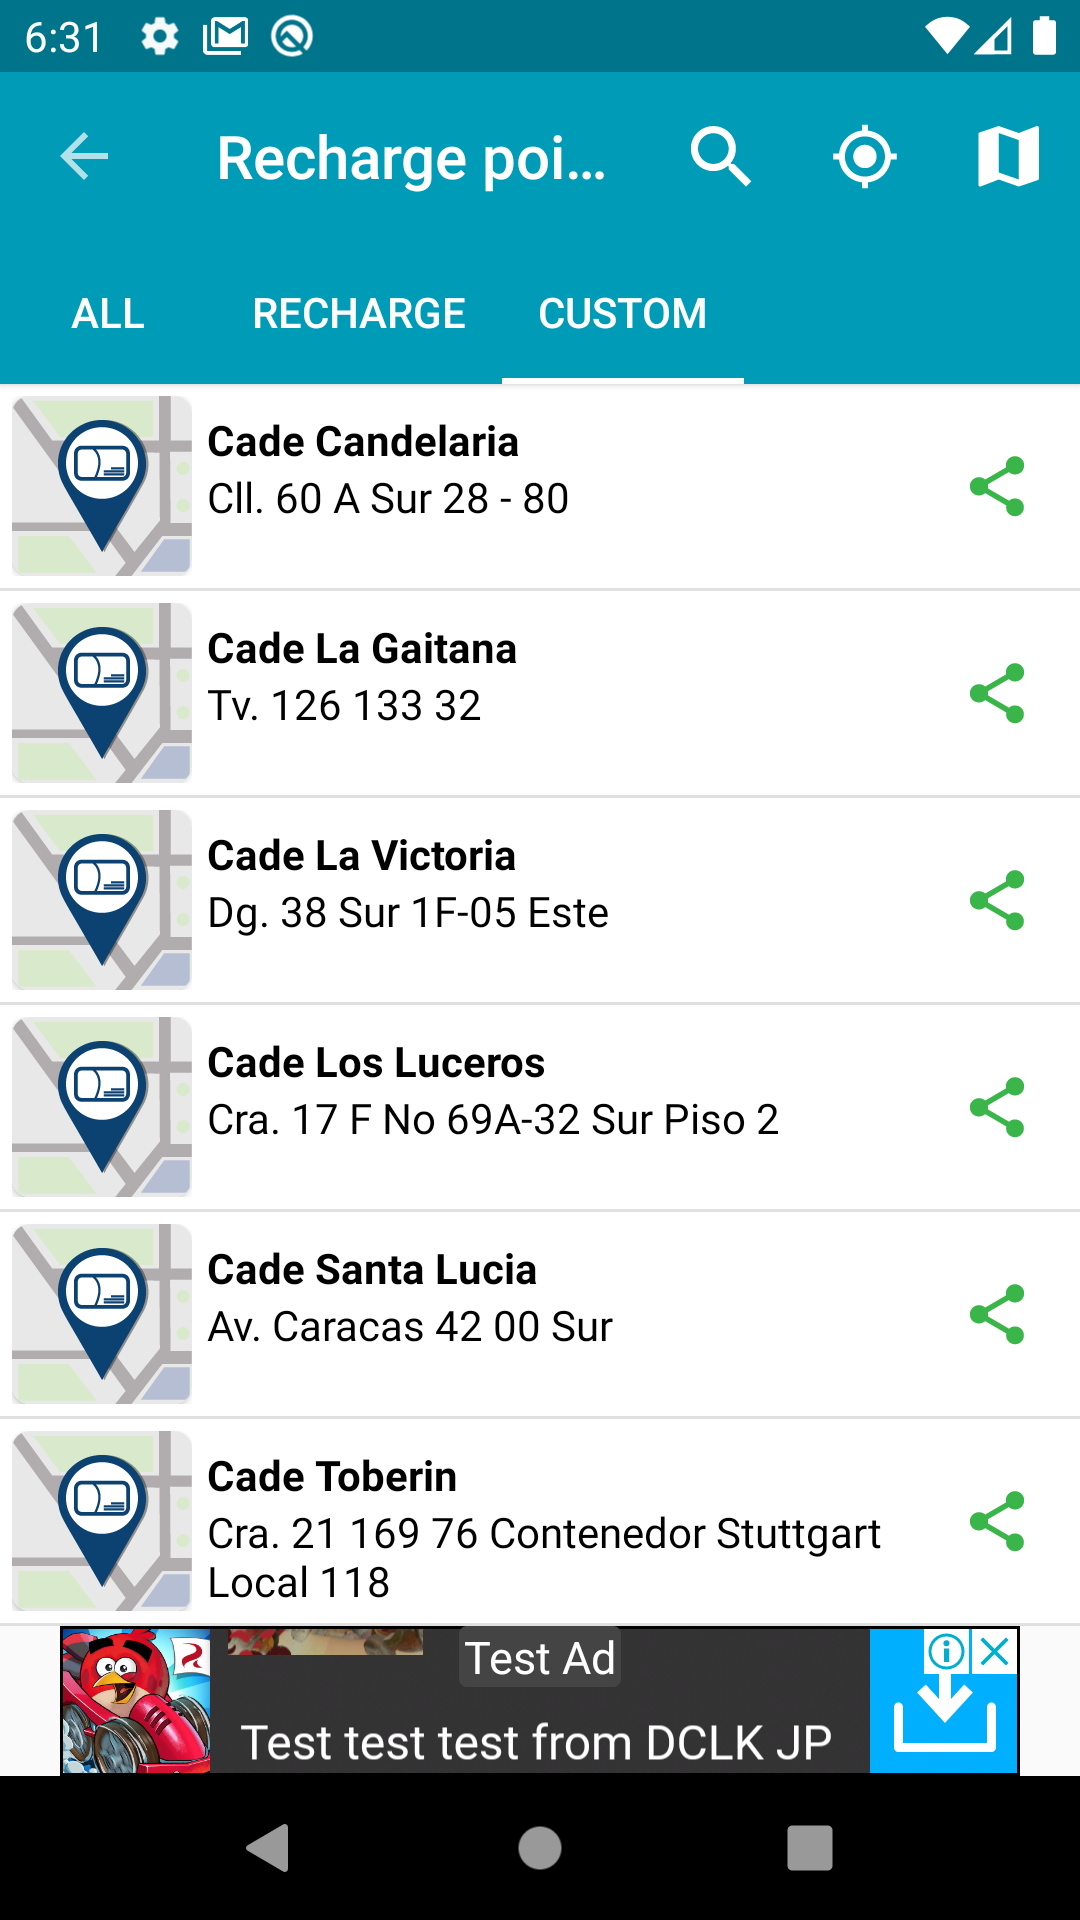 6:31
Recharge poi...
ALL
RECHARGE
CUSTOM
Cade Candelaria
Cll. 60 A Sur 28 - 80
Cade La Gaitana
Tv. 126 133 32
Cade La Victoria
Dg. 38 Sur 1F-05 Este
Cade Los Luceros
Cra. 17 F No 69A-32 Sur Piso 2
Cade Santa Lucia
Av. Caracas 42 00 Sur
Cade Toberin
Cra. 21 169 76 Contenedor Stuttgart
Local 118
Test Ad
Test test test from DCLK JP